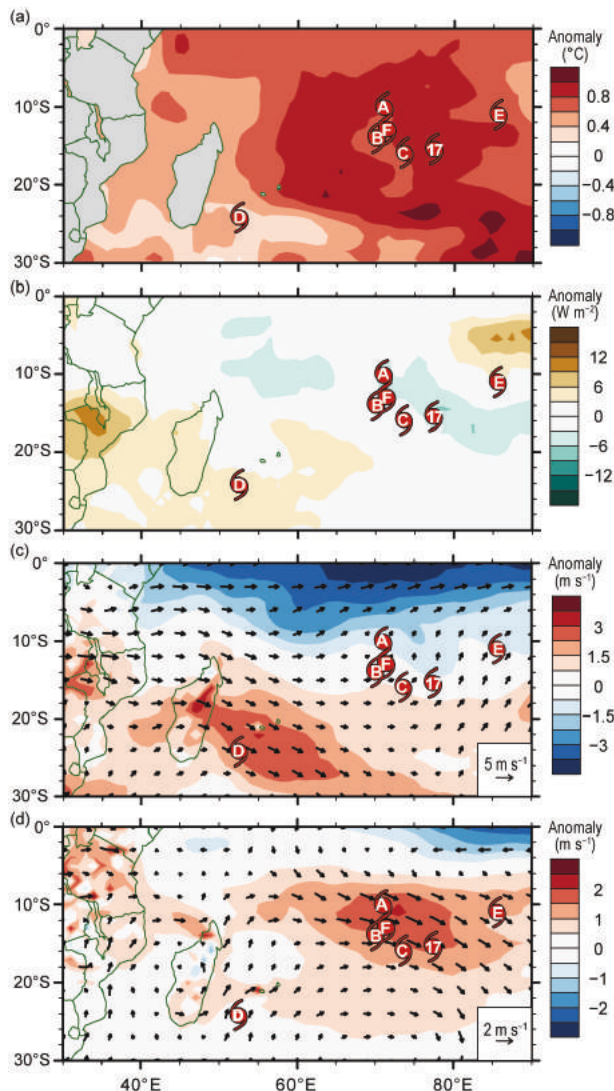 (a)
Anomaly
(°C)
0°
10°S
20°S
30°S
A
B
F
C
17
E
D
0.8
0.4
0
−0.4
−0.8
(b)
Anomaly
(W m⁻²)
0°
10°S
20°S
30°S
A
B
F
C
17
E
D
12
6
0
−6
−12
(c)
Anomaly
(m s⁻¹)
0°
10°S
20°S
30°S
A
B
F
C
17
E
D
5 m s⁻¹
3
1.5
0
−1.5
−3
(d)
Anomaly
(m s⁻¹)
0°
10°S
20°S
30°S
A
B
F
C
17
E
D
2 m s⁻¹
2
1
0
−1
−2
40°E
60°E
80°E